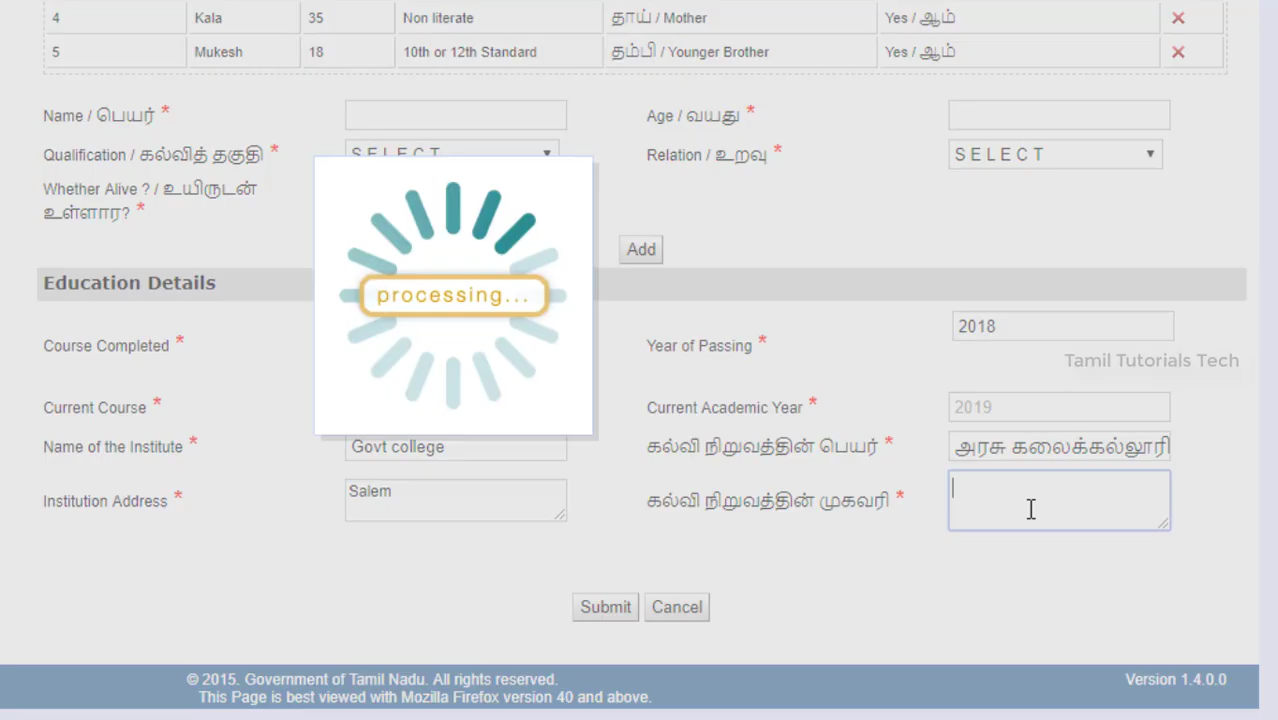 4 Kala 35 Non literate தாய் / Mother Yes / ஆம்
5 Mukesh 18 10th or 12th Standard தம்பி / Younger Brother Yes / ஆம்
Name / பெயர் * Age / வயது *
Qualification / கல்வித் தகுதி * SELECT Relation / உறவு * SELECT
Whether Alive ? / உயிருடன்
உள்ளார? *
Add
Education Details
processing...
Course Completed * Year of Passing * 2018
Tamil Tutorials Tech
Current Course * Current Academic Year * 2019
Name of the Institute * Govt college கல்வி நிறுவத்தின் பெயர் * அரசு கலைக்கல்லூரி
Institution Address * Salem கல்வி நிறுவத்தின் முகவரி *
Submit Cancel
© 2015. Government of Tamil Nadu. All rights reserved. Version 1.4.0.0
This Page is best viewed with Mozilla Firefox version 40 and above.